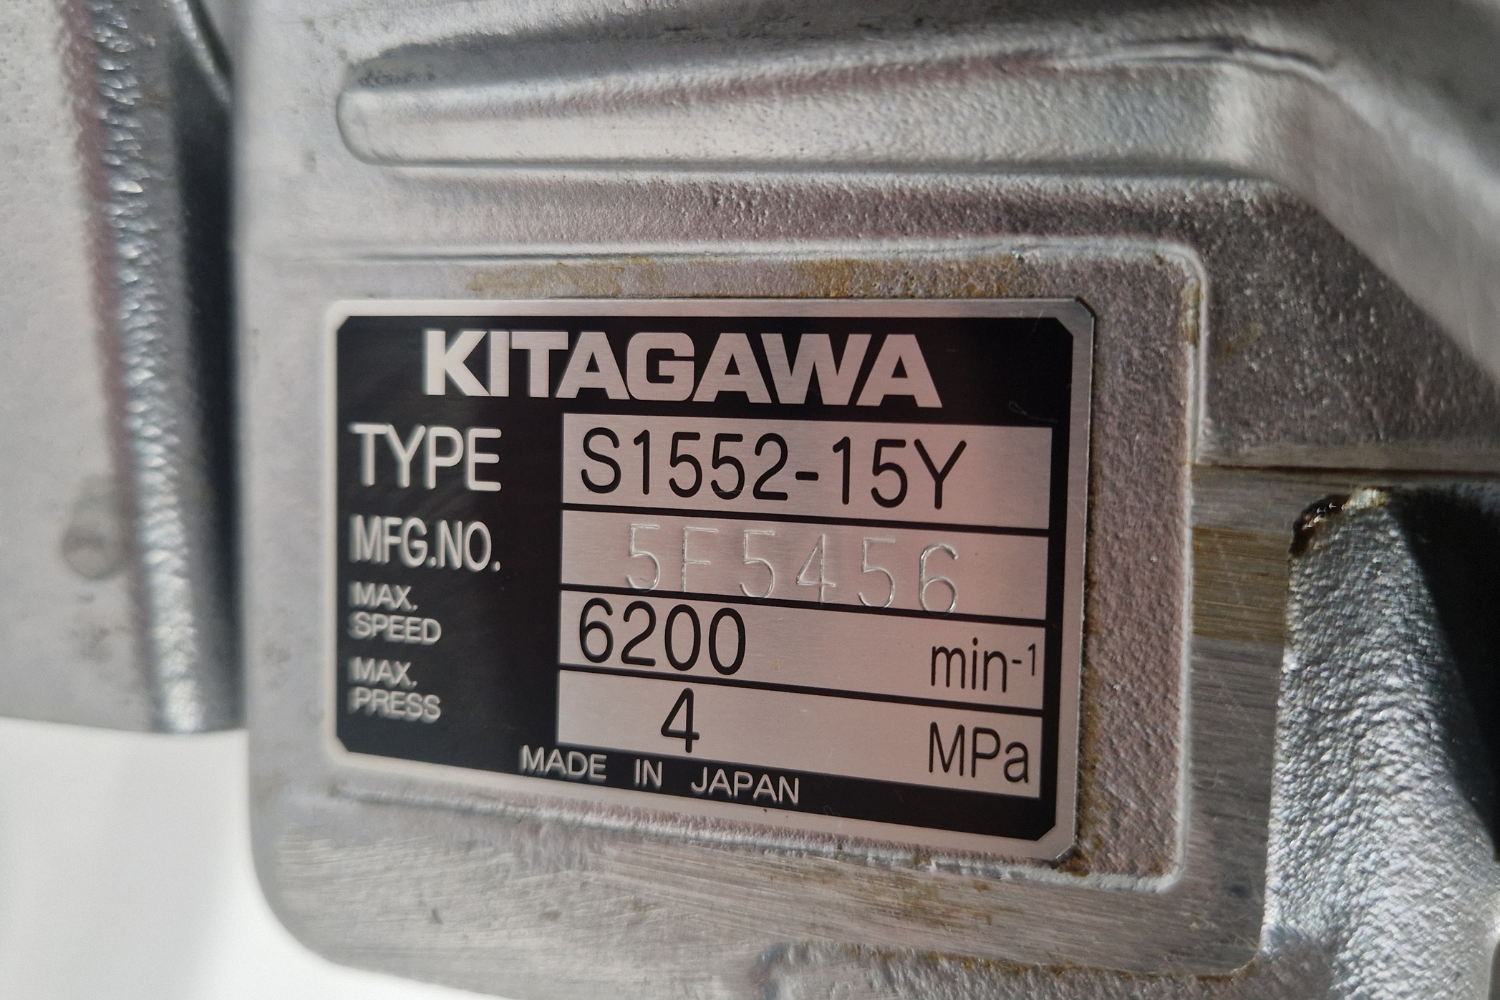 KITAGAWA
TYPE S1552-15Y
MFG.NO. 5F5456
MAX. SPEED 6200 min-1
MAX. PRESS 4 MPa
MADE IN JAPAN